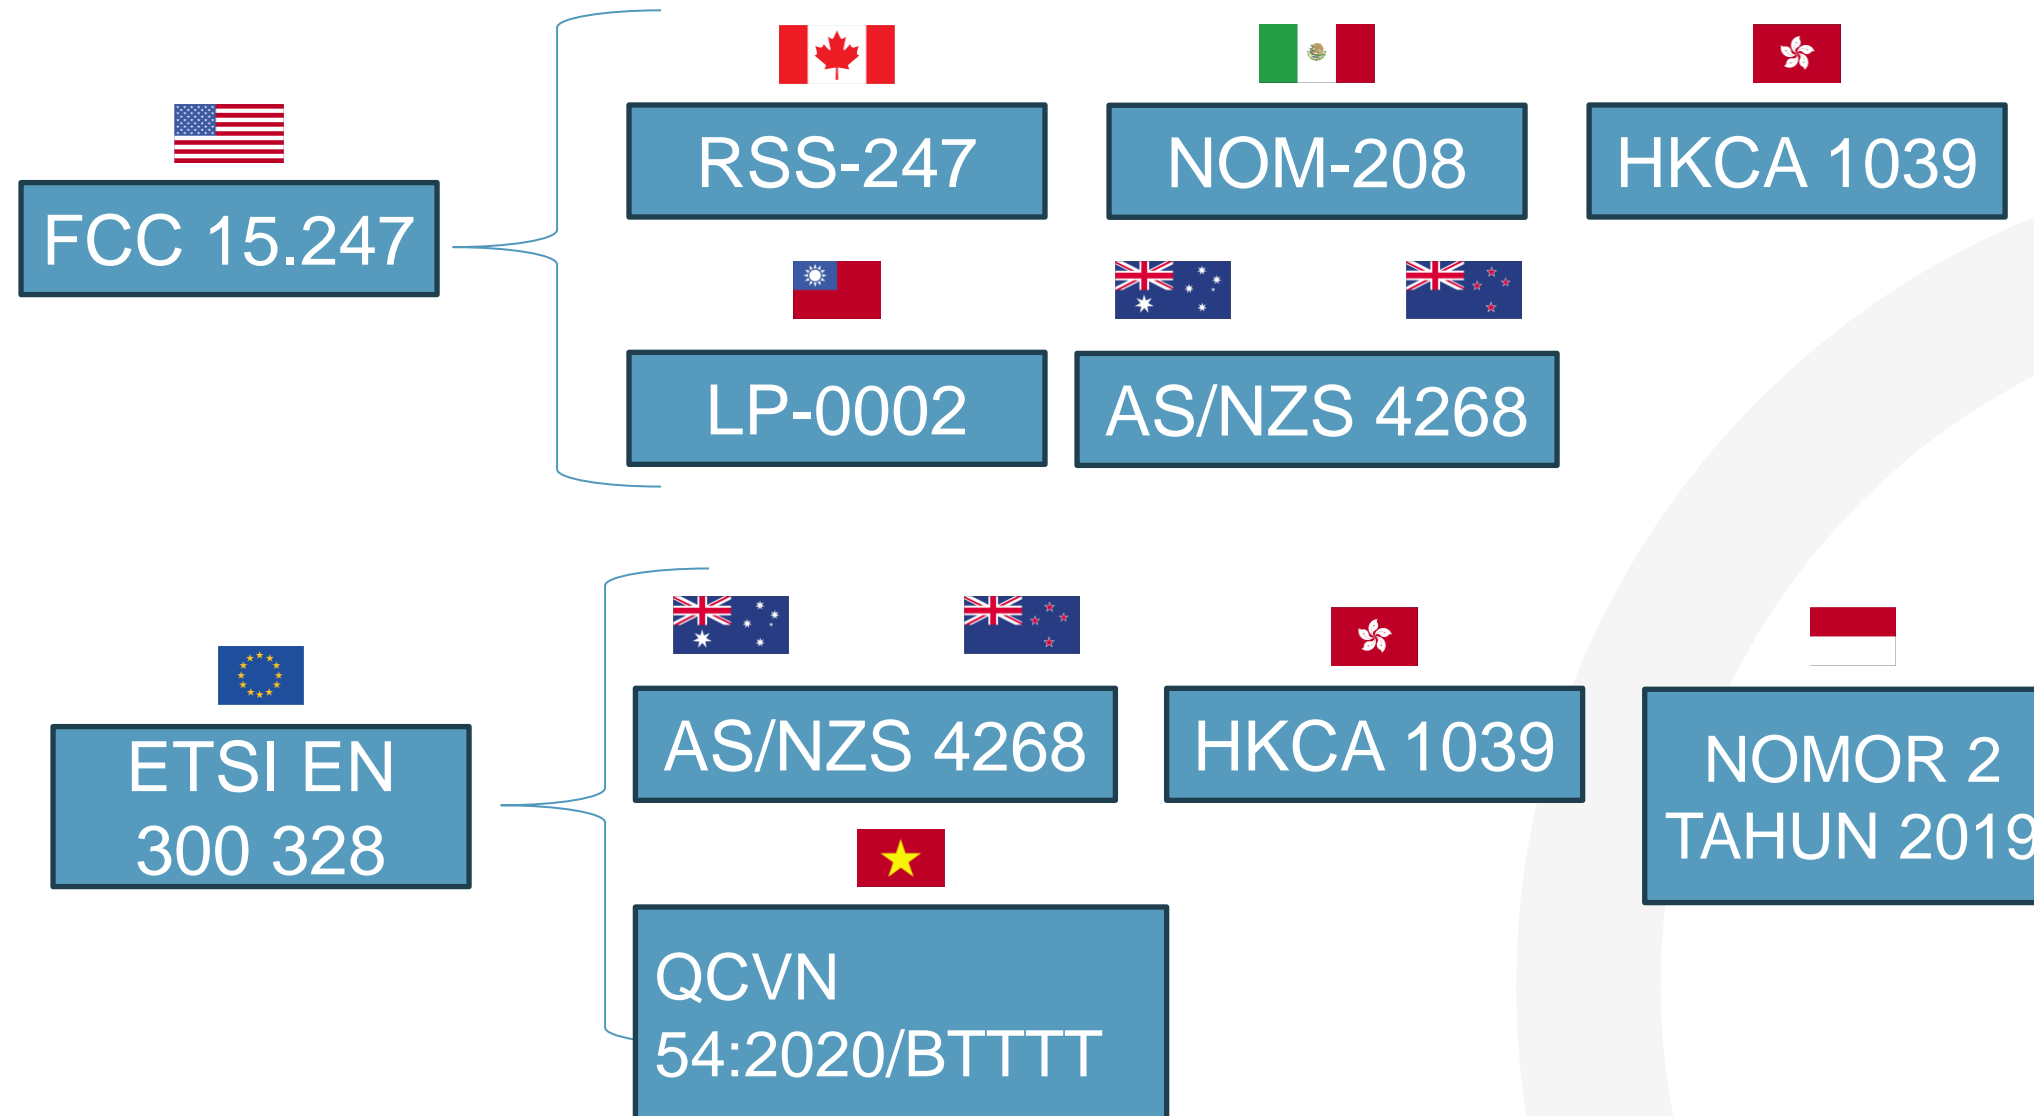 RSS-247
NOM-208
HKCA 1039
FCC 15.247
LP-0002
AS/NZS 4268
AS/NZS 4268
HKCA 1039
NOMOR 2
TAHUN 2019
ETSI EN
300 328
QCVN
54:2020/BTTTT